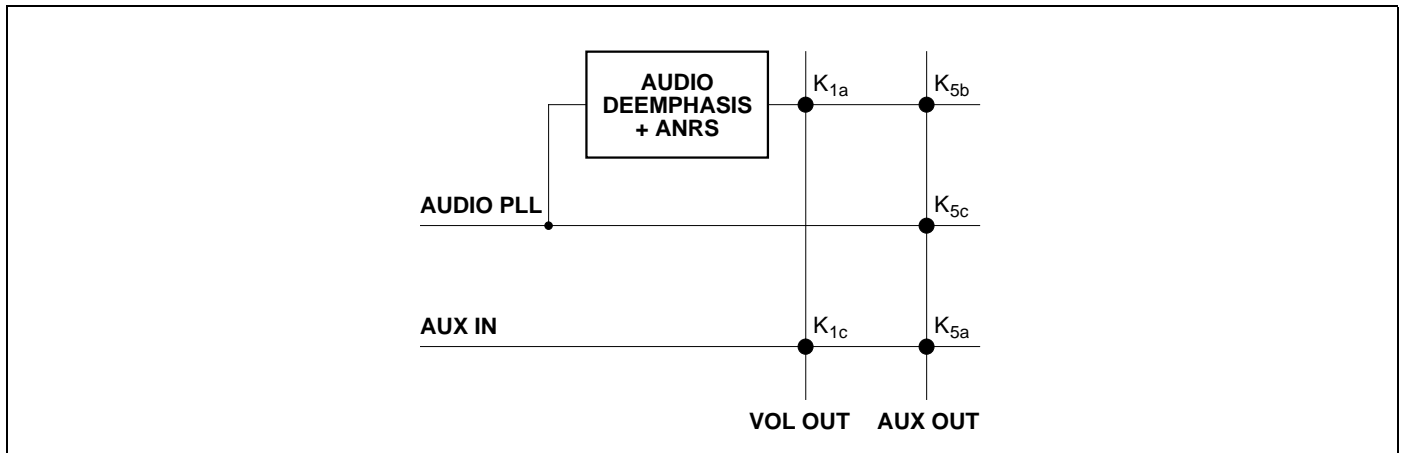 AUDIO
DEEMPHASIS
+ ANRS
K1a
K5b
AUDIO PLL
K5c
AUX IN
K1c
K5a
VOL OUT
AUX OUT